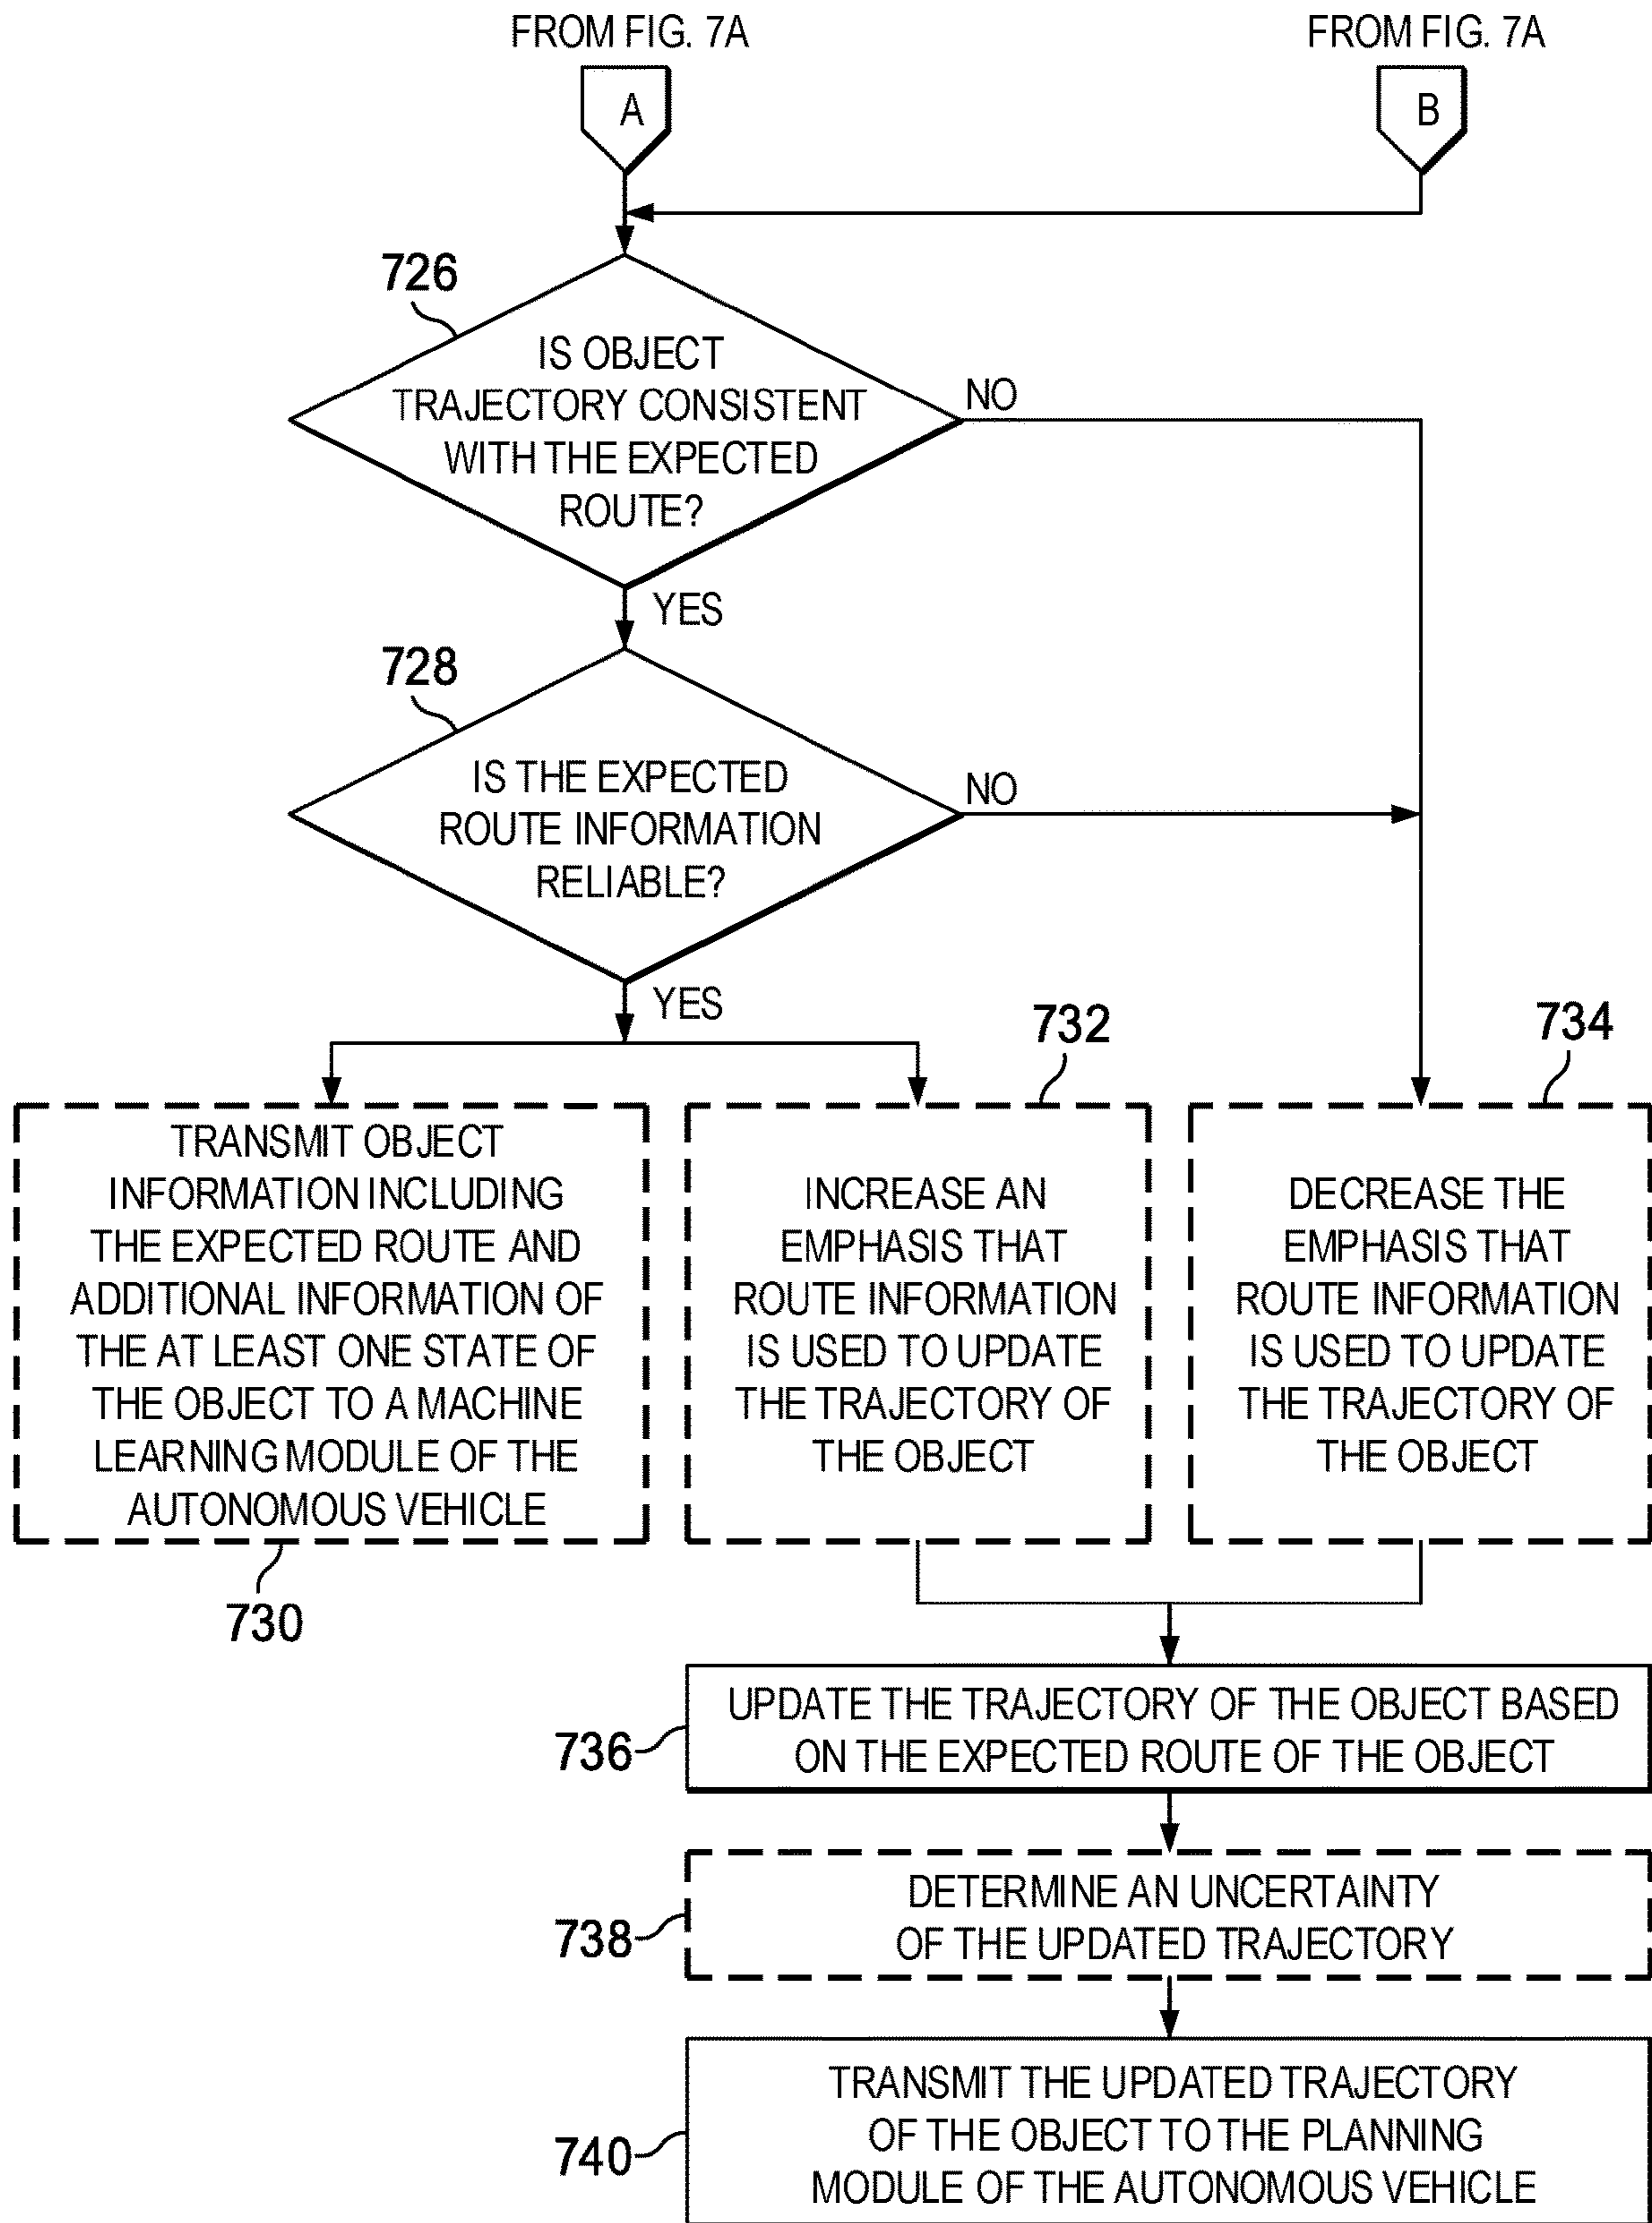 FROM FIG. 7A
FROM FIG. 7A
A
B
726
IS OBJECT
TRAJECTORY CONSISTENT
WITH THE EXPECTED
ROUTE?
NO
YES
728
IS THE EXPECTED
ROUTE INFORMATION
RELIABLE?
NO
YES
732
734
TRANSMIT OBJECT
INFORMATION INCLUDING
THE EXPECTED ROUTE AND
ADDITIONAL INFORMATION OF
THE AT LEAST ONE STATE OF
THE OBJECT TO A MACHINE
LEARNING MODULE OF THE
AUTONOMOUS VEHICLE
730
INCREASE AN
EMPHASIS THAT
ROUTE INFORMATION
IS USED TO UPDATE
THE TRAJECTORY OF
THE OBJECT
DECREASE THE
EMPHASIS THAT
ROUTE INFORMATION
IS USED TO UPDATE
THE TRAJECTORY OF
THE OBJECT
736
UPDATE THE TRAJECTORY OF THE OBJECT BASED
ON THE EXPECTED ROUTE OF THE OBJECT
738
DETERMINE AN UNCERTAINTY
OF THE UPDATED TRAJECTORY
740
TRANSMIT THE UPDATED TRAJECTORY
OF THE OBJECT TO THE PLANNING
MODULE OF THE AUTONOMOUS VEHICLE